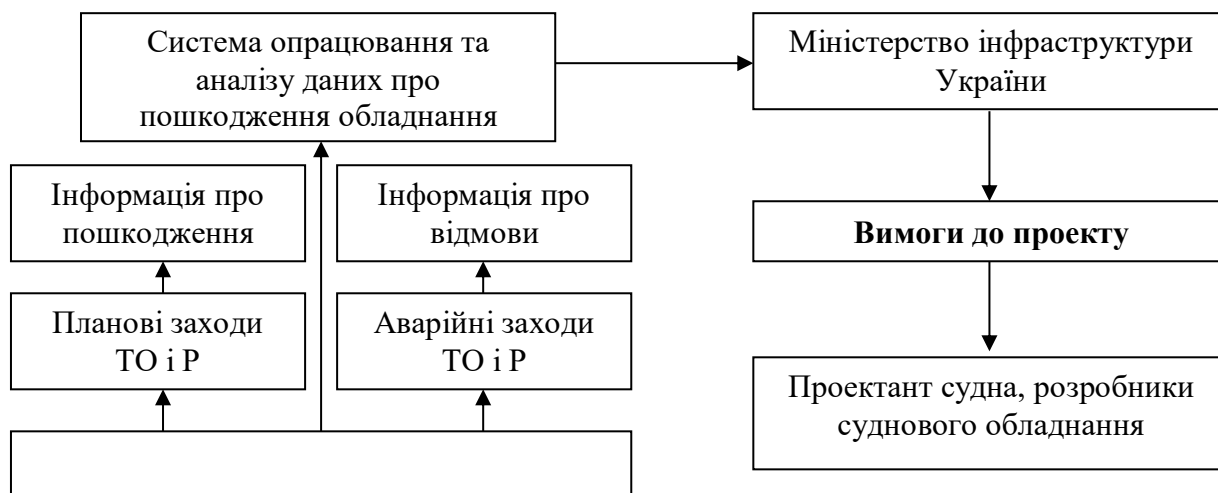 Система опрацювання та
аналізу даних про
пошкодження обладнання
Міністерство інфраструктури
України
Інформація про
пошкодження
Інформація про
відмови
Вимоги до проекту
Планові заходи
ТО і Р
Аварійні заходи
ТО і Р
Проектант судна, розробники
суднового обладнання